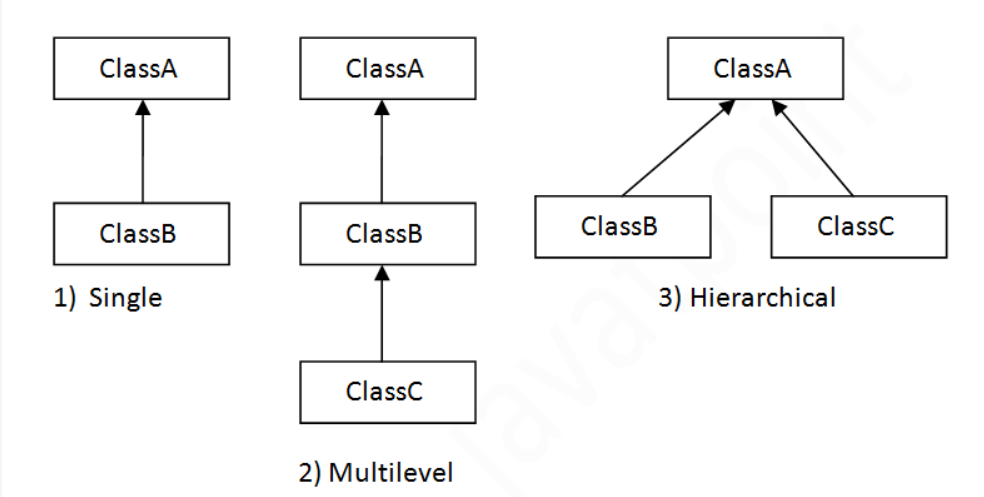 ClassA
ClassB
1) Single
ClassA
ClassB
ClassC
2) Multilevel
ClassA
ClassB
ClassC
3) Hierarchical